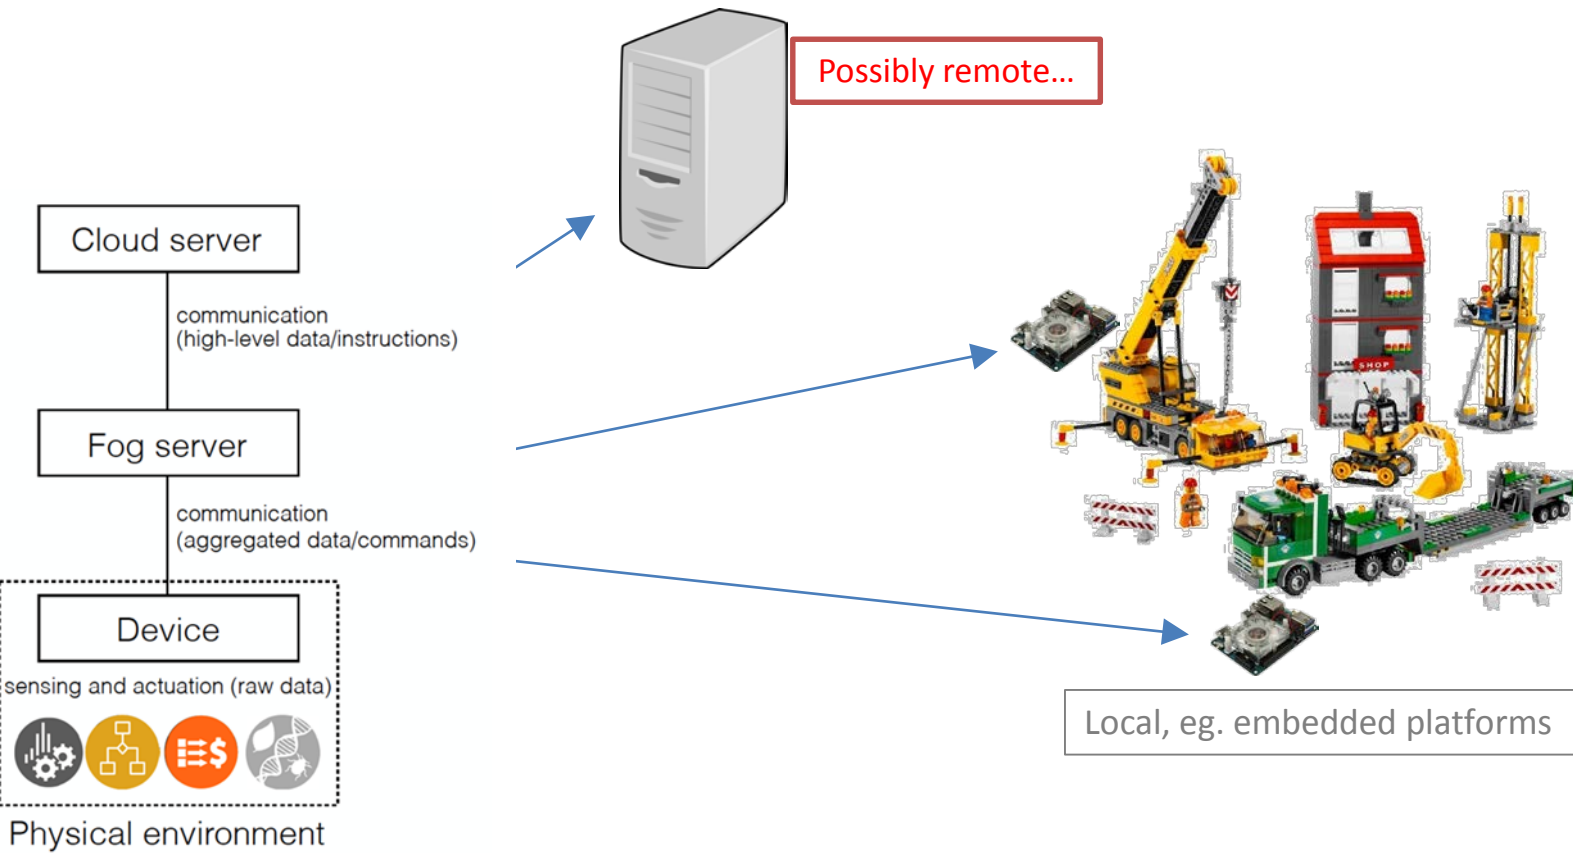 Possibly remote...
Cloud server
communication
(high-level data/instructions)
Fog server
communication
(aggregated data/commands)
Device
sensing and actuation (raw data)
$
Physical environment
SHOP
Local, eg. embedded platforms